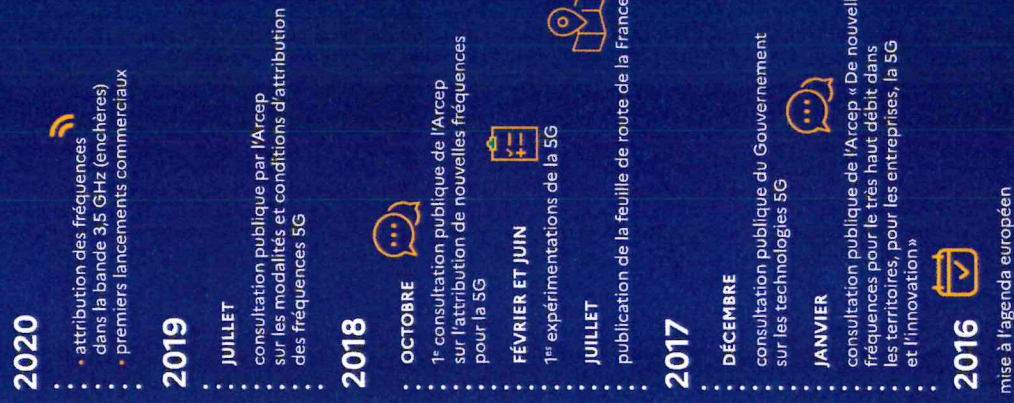 2020
• attribution des fréquences
dans la bande 3,5 GHz (enchères)
• premiers lancements commerciaux
2019
JUILLET
consultation publique par l'Arcep
sur les modalités et conditions d'attribution
des fréquences 5G
2018
OCTOBRE
1e consultation publique de l'Arcep
sur l'attribution de nouvelles fréquences
pour la 5G
FÉVRIER ET JUIN
1es expérimentations de la 5G
JUILLET
publication de la feuille de route de la France
2017
DÉCEMBRE
consultation publique du Gouvernement
sur les technologies 5G
JANVIER
consultation publique de l'Arcep « De nouvell
fréquences pour le très haut débit dans
les territoires, pour les entreprises, la 5G
et l'innovation»
2016
mise à l'agenda européen